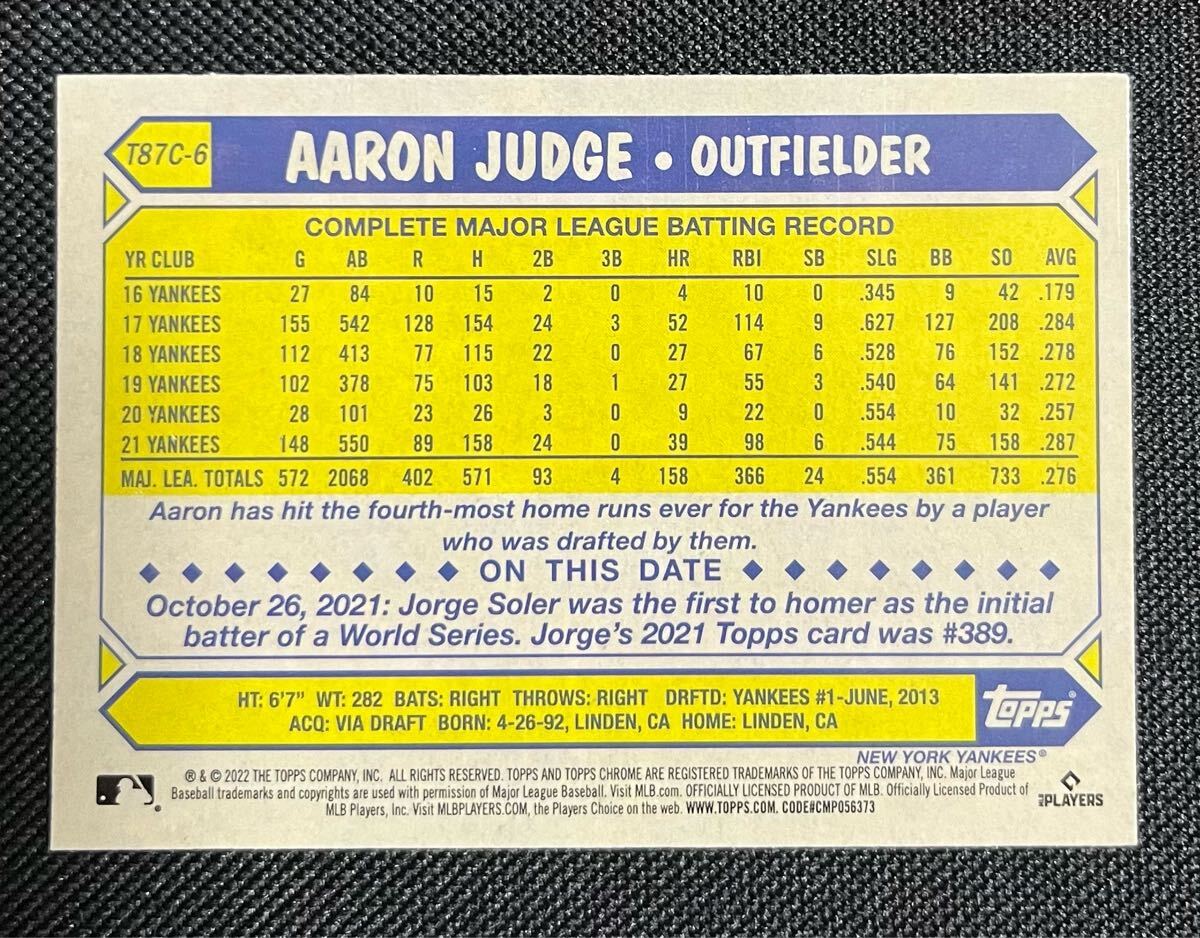 T87C-6
AARON JUDGE • OUTFIELDER
COMPLETE MAJOR LEAGUE BATTING RECORD
YR CLUB G AB R H 2B 3B HR RBI SB SLG BB SO AVG
16 YANKEES 27 84 10 15 2 0 4 10 0 .345 9 42 .179
17 YANKEES 155 542 128 154 24 3 52 114 9 .627 127 208 .284
18 YANKEES 112 413 77 115 22 0 27 67 6 .528 76 152 .278
19 YANKEES 102 378 75 103 18 1 27 55 3 .540 64 141 .272
20 YANKEES 28 101 23 26 3 0 9 22 0 .554 10 32 .257
21 YANKEES 148 550 89 158 24 0 39 98 6 .544 75 158 .287
MAJ. LEA. TOTALS 572 2068 402 571 93 4 158 366 24 .554 361 733 .276
Aaron has hit the fourth-most home runs ever for the Yankees by a player
who was drafted by them.
ON THIS DATE
October 26, 2021: Jorge Soler was the first to homer as the initial
batter of a World Series. Jorge's 2021 Topps card was #389.
HT: 6'7" WT: 282 BATS: RIGHT THROWS: RIGHT DRFTD: YANKEES #1-JUNE, 2013
ACQ: VIA DRAFT BORN: 4-26-92, LINDEN, CA HOME: LINDEN, CA
Topps®
NEW YORK YANKEES®
® & © 2022 THE TOPPS COMPANY, INC. ALL RIGHTS RESERVED. TOPPS AND TOPPS CHROME ARE REGISTERED TRADEMARKS OF THE TOPPS COMPANY, INC. Major League
Baseball trademarks and copyrights are used with permission of Major League Baseball. Visit MLB.com. OFFICIALLY LICENSED PRODUCT OF MLB. Officially Licensed Product of
MLB Players, Inc. Visit MLBPLAYERS.COM, the Players Choice on the web. WWW.TOPPS.COM. CODE#CMP056373
MLB PLAYERS